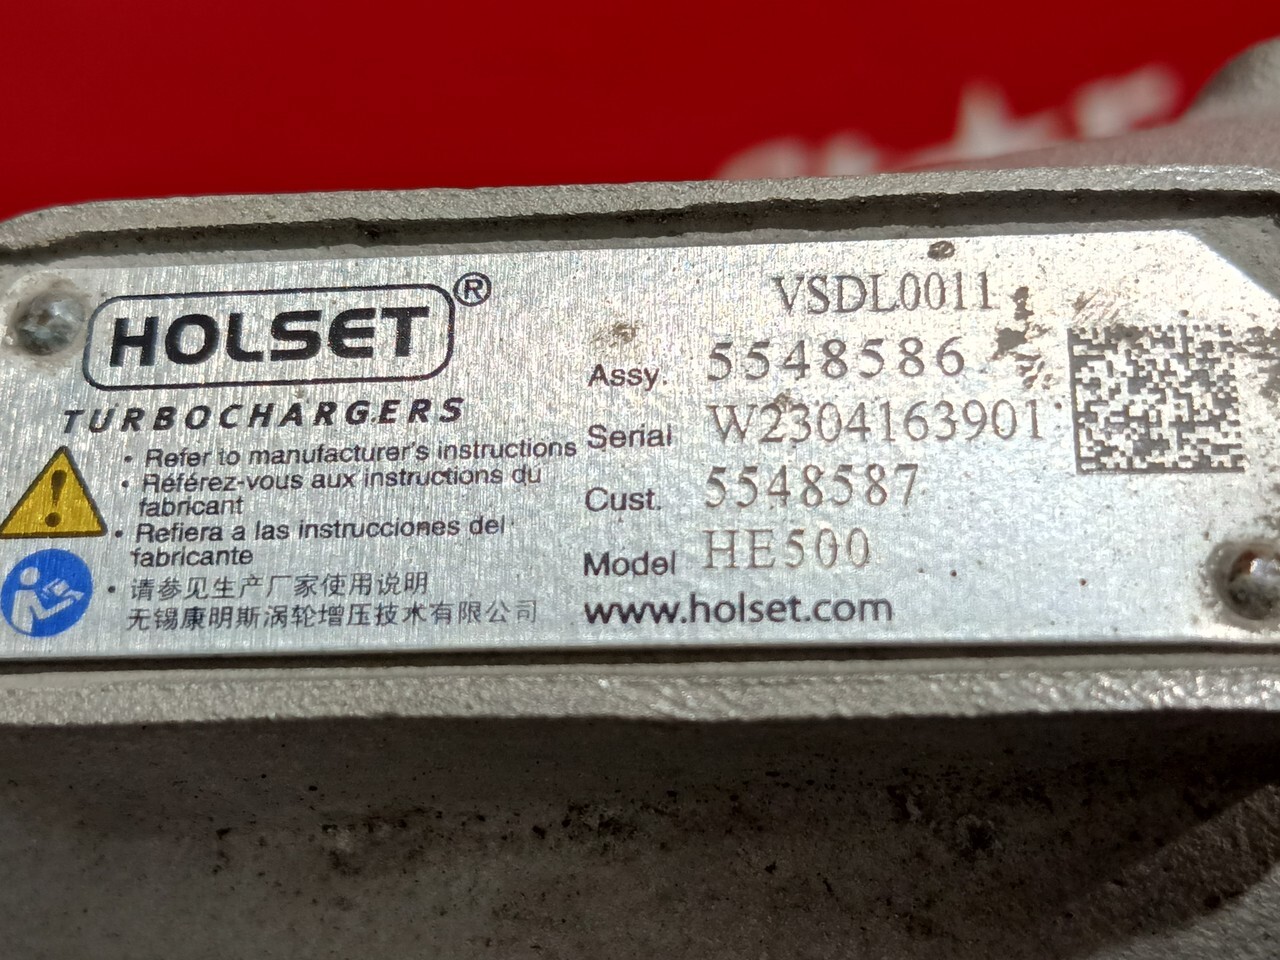 HOLSET®
TURBOCHARGERS
• Refer to manufacturer's instructions
• Référez-vous aux instructions du
fabricant
• Refiera a las instrucciones del
fabricante
• 请参见生产厂家使用说明
无锡康明斯涡轮增压技术有限公司
VSDL0011
Assy. 5548586
Serial W2304163901
Cust. 5548587
Model HE500
www.holset.com